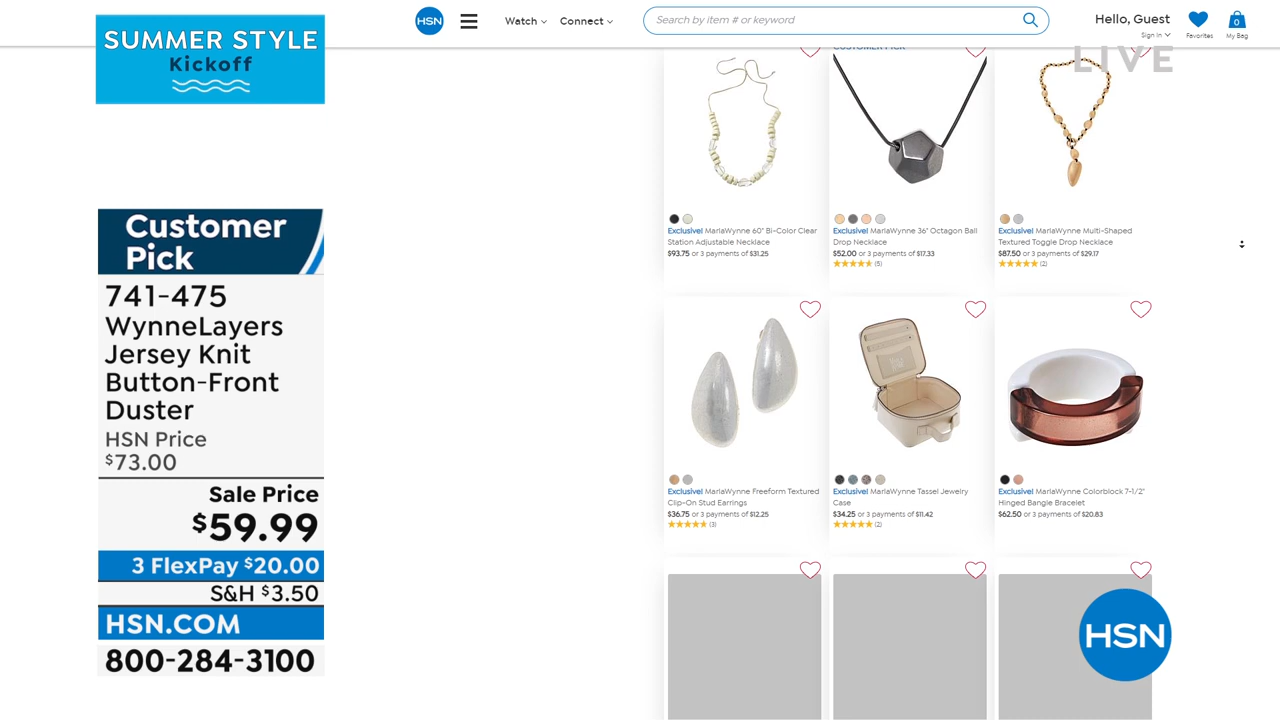 SUMMER STYLE
Kickoff
HSN
Watch
Connect
Search by item # or keyword
Hello, Guest
Sign in
Favorites
0
My Bag
LIVE
CUSTOMER PICK
Exclusive! MarlaWynne 60" Bi-Color Clear
Station Adjustable Necklace
$93.75 or 3 payments of $31.25
Exclusive! MarlaWynne 36" Octagon Ball
Drop Necklace
$52.00 or 3 payments of $17.33
(5)
Exclusive! MarlaWynne Multi-Shaped
Textured Toggle Drop Necklace
$87.50 or 3 payments of $29.17
(2)
Customer
Pick
741-475
WynneLayers
Jersey Knit
Button-Front
Duster
HSN Price
$73.00
Sale Price
$59.99
3 FlexPay $20.00
S&H $3.50
HSN.COM
800-284-3100
Exclusive! MarlaWynne Freeform Textured
Clip-On Stud Earrings
$36.75 or 3 payments of $12.25
(3)
Exclusive! MarlaWynne Tassel Jewelry
Case
$34.25 or 3 payments of $11.42
(2)
Exclusive! MarlaWynne Colorblock 7-1/2"
Hinged Bangle Bracelet
$62.50 or 3 payments of $20.83
HSN